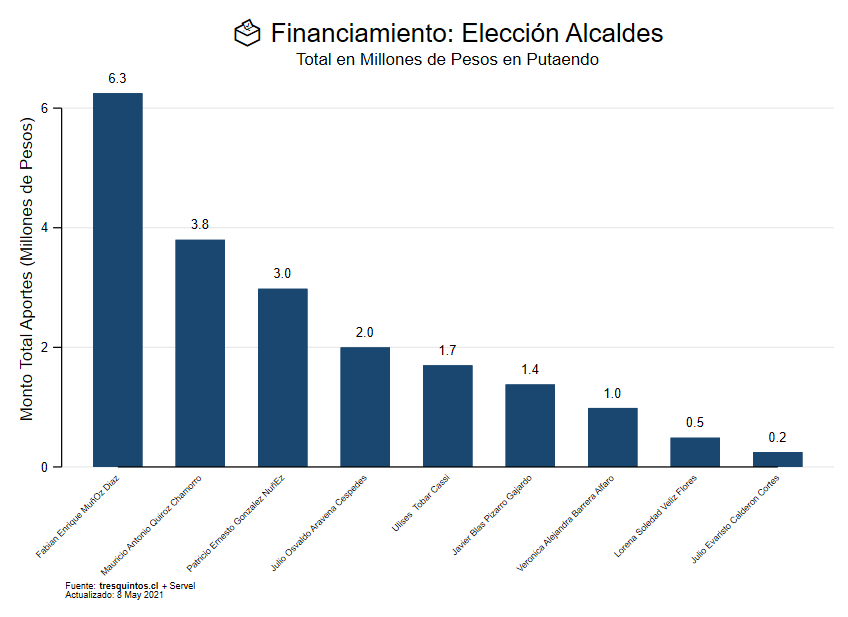 Financiamiento: Elección Alcaldes
Total en Millones de Pesos en Putaendo
Monto Total Aportes (Millones de Pesos)
6
4
2
0
6.3
3.8
3.0
2.0
1.7
1.4
1.0
0.5
0.2
Fabian Enrique MuñOz Diaz
Mauricio Antonio Quiroz Chamorro
Patricio Ernesto Gonzalez NuñEz
Julio Osvaldo Aravena Cespedes
Ulises Tobar Cassi
Javier Blas Pizarro Gajardo
Veronica Alejandra Barrera Alfaro
Lorena Soledad Veliz Flores
Julio Evaristo Calderon Cortes
Fuente: tresquintos.cl + Servel
Actualizado: 8 May 2021